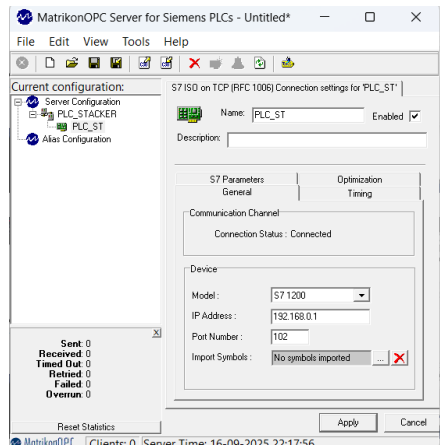 MatrikonOPC Server for Siemens PLCs - Untitled*
File Edit View Tools Help
Current configuration:
Server Configuration
PLC_STACKER
PLC_ST
Alias Configuration
S7 ISO on TCP (RFC 1006) Connection settings for 'PLC_ST'
Name: PLC_ST Enabled
Description:
S7 Parameters Optimization
General Timing
Communication Channel
Connection Status : Connected
Device
Model : S7 1200
IP Address : 192.168.0.1
Port Number : 102
Import Symbols : No symbols imported ...
Sent: 0
Received: 0
Timed Out: 0
Retried: 0
Failed: 0
Overrun: 0
Reset Statistics
Apply Cancel
MatrikonOPC Clients: 0 Server Time: 16-09-2025 22:17:56